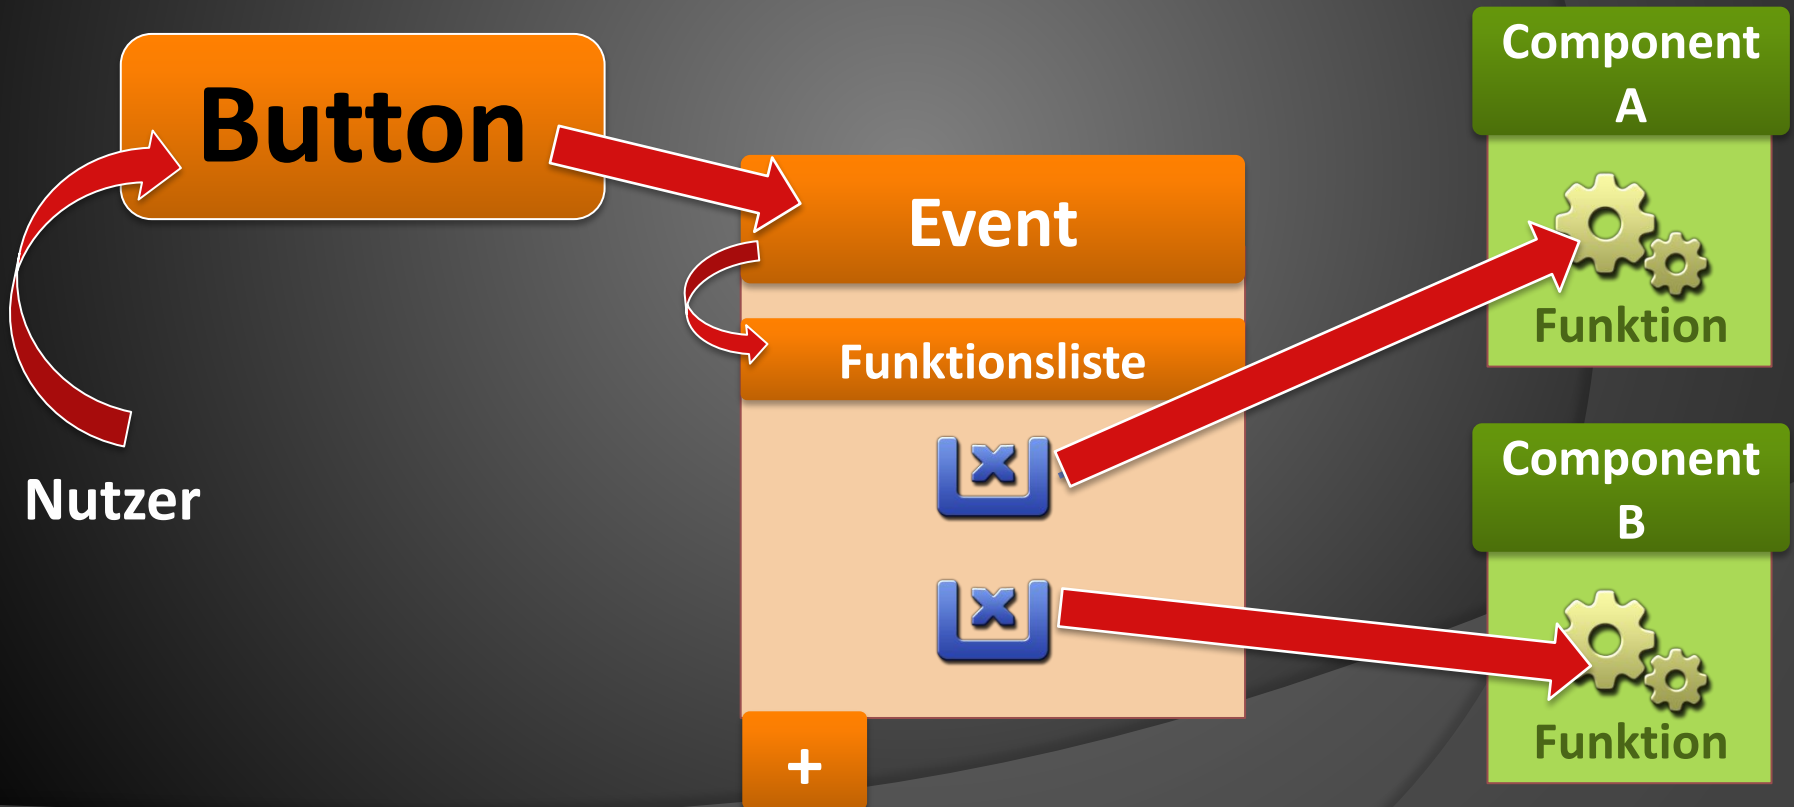 Button
Nutzer
Event
Funktionsliste
+
Component
A
Funktion
Component
B
Funktion